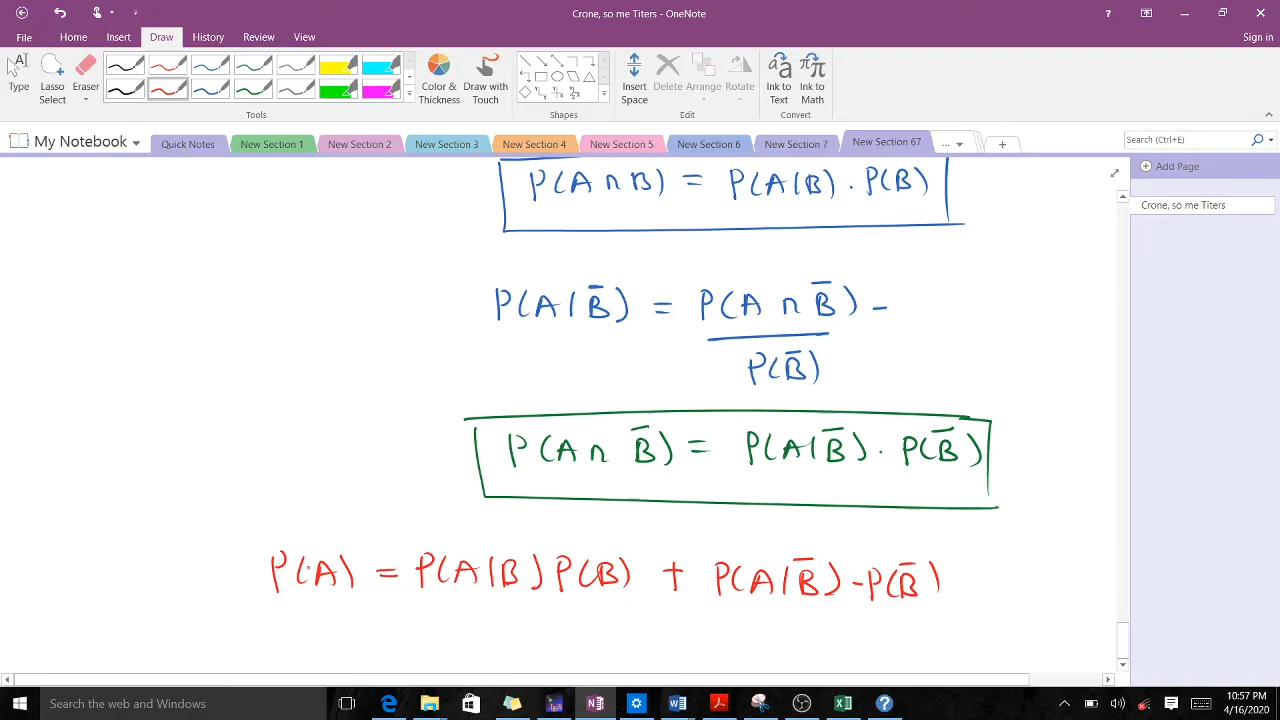 Crone, so me Titers - OneNote
File Home Insert Draw History Review View Sign in
Type Lasso Select Eraser Color & Thickness Draw with Touch Insert Space Delete Arrange Rotate Ink to Text Ink to Math
Tools Shapes Edit Convert
My Notebook Quick Notes New Section 1 New Section 2 New Section 3 New Section 4 New Section 5 New Section 6 New Section 7 New Section 67 ... Search (Ctrl+E)
Add Page
Crone, so me Titers
P(A ∩ B) = P(A|B) . P(B)
P(A|B̅) = P(A ∩ B̅) -
P(B̅)
P(A ∩ B̅) = P(A|B̅) . P(B̅)
P(A) = P(A|B) P(B) + P(A|B̅) - P(B̅)
Search the web and Windows
10:57 PM
4/16/2020